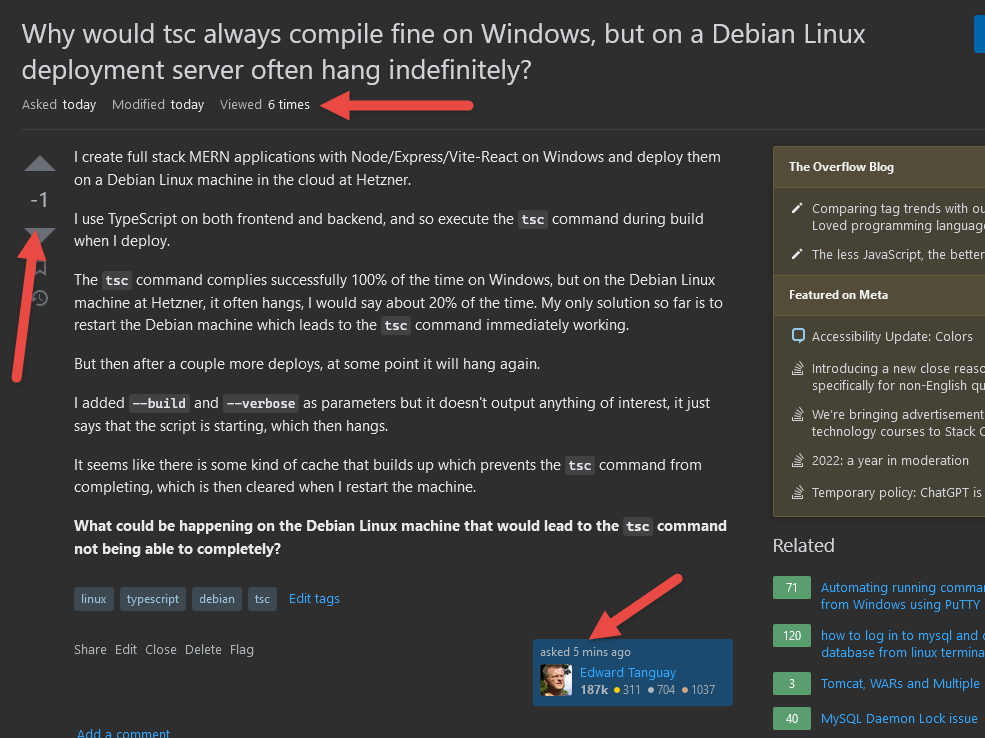 Why would tsc always compile fine on Windows, but on a Debian Linux
deployment server often hang indefinitely?
Asked today Modified today Viewed 6 times
-1
I create full stack MERN applications with Node/Express/Vite-React on Windows and deploy them
on a Debian Linux machine in the cloud at Hetzner.
I use TypeScript on both frontend and backend, and so execute the tsc command during build
when I deploy.
The tsc command complies successfully 100% of the time on Windows, but on the Debian Linux
machine at Hetzner, it often hangs, I would say about 20% of the time. My only solution so far is to
restart the Debian machine which leads to the tsc command immediately working.
But then after a couple more deploys, at some point it will hang again.
I added --build and --verbose as parameters but it doesn't output anything of interest, it just
says that the script is starting, which then hangs.
It seems like there is some kind of cache that builds up which prevents the tsc command from
completing, which is then cleared when I restart the machine.
What could be happening on the Debian Linux machine that would lead to the tsc command
not being able to completely?
linux typescript debian tsc Edit tags
Share Edit Close Delete Flag
asked 5 mins ago
Edward Tanguay
187k 311 704 1037
Add a comment
The Overflow Blog
Comparing tag trends with ou
Loved programming language
The less JavaScript, the better
Featured on Meta
Accessibility Update: Colors
Introducing a new close reaso
specifically for non-English qu
We're bringing advertisement
technology courses to Stack O
2022: a year in moderation
Temporary policy: ChatGPT is
Related
71 Automating running comma
from Windows using PuTTY
120 how to log in to mysql and
database from linux termina
3 Tomcat, WARs and Multiple
40 MySQL Daemon Lock issue